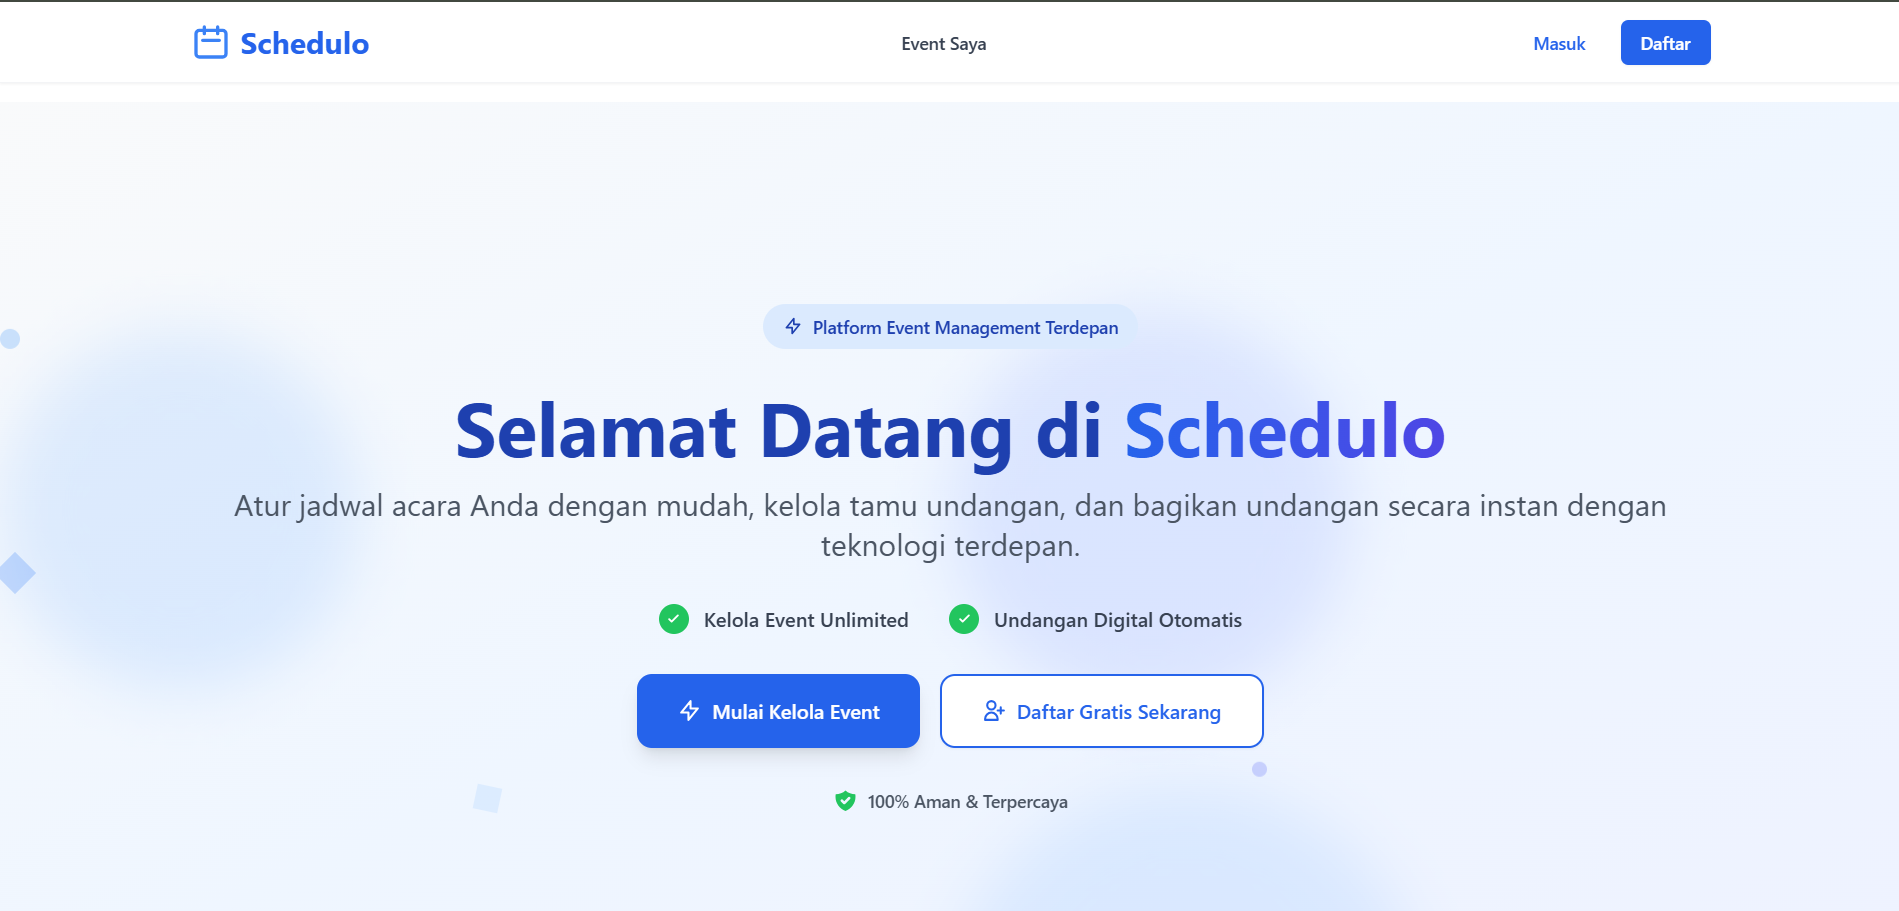 Schedulo
Event Saya
Masuk
Daftar
Platform Event Management Terdepan
Selamat Datang di Schedulo
Atur jadwal acara Anda dengan mudah, kelola tamu undangan, dan bagikan undangan secara instan dengan
teknologi terdepan.
Kelola Event Unlimited
Undangan Digital Otomatis
Mulai Kelola Event
Daftar Gratis Sekarang
100% Aman & Terpercaya